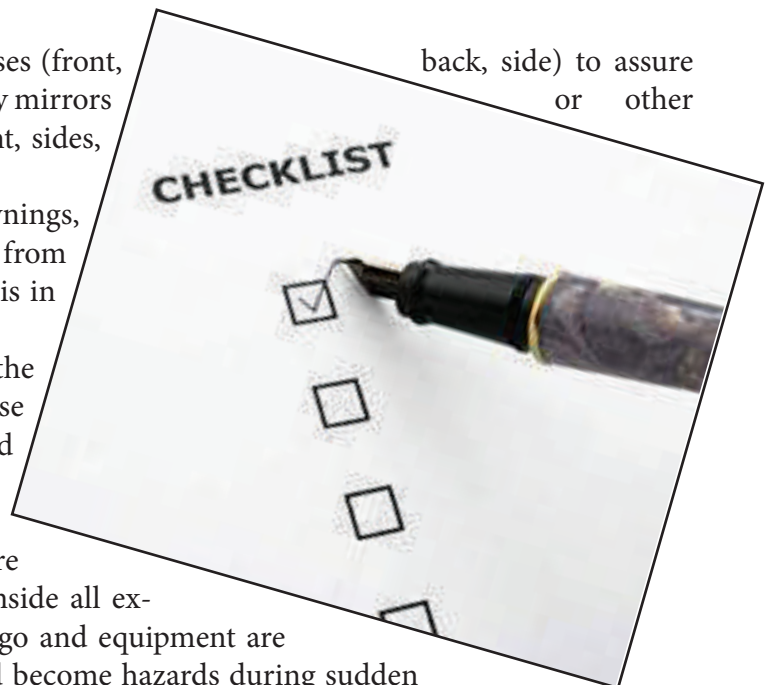 ses (front, back, side) to assure
y mirrors or other
nt, sides,
CHECKLIST
nings,
from
is in
the
se
d
re
nside all ex-
go and equipment are
d become hazards during sudden